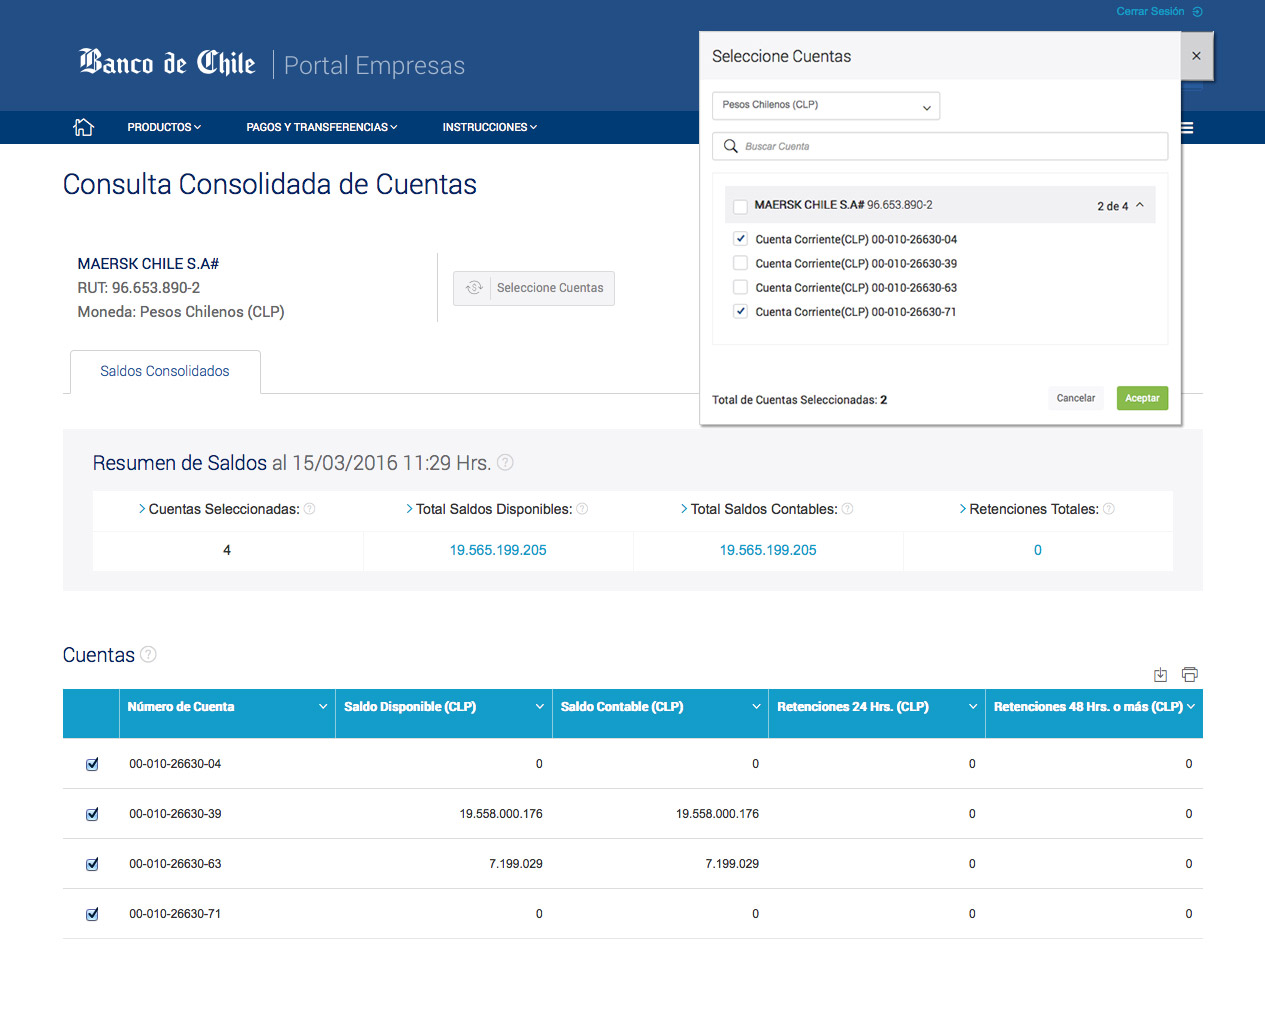 Cerrar Sesión
Banco de Chile Portal Empresas
PRODUCTOS PAGOS Y TRANSFERENCIAS INSTRUCCIONES
Seleccione Cuentas
Pesos Chilenos (CLP)
Buscar Cuenta
MAERSK CHILE S.A# 96.653.890-2 2 de 4
Cuenta Corriente(CLP) 00-010-26630-04
Cuenta Corriente(CLP) 00-010-26630-39
Cuenta Corriente(CLP) 00-010-26630-63
Cuenta Corriente(CLP) 00-010-26630-71
Total de Cuentas Seleccionadas: 2 Cancelar Aceptar
Consulta Consolidada de Cuentas
MAERSK CHILE S.A#
RUT: 96.653.890-2
Moneda: Pesos Chilenos (CLP)
Seleccione Cuentas
Saldos Consolidados
Resumen de Saldos al 15/03/2016 11:29 Hrs. ?
Cuentas Seleccionadas: ? Total Saldos Disponibles: ? Total Saldos Contables: ? Retenciones Totales: ?
4 19.565.199.205 19.565.199.205 0
Cuentas ?
Número de Cuenta Saldo Disponible (CLP) Saldo Contable (CLP) Retenciones 24 Hrs. (CLP) Retenciones 48 Hrs. o más (CLP)
00-010-26630-04 0 0 0 0
00-010-26630-39 19.558.000.176 19.558.000.176 0 0
00-010-26630-63 7.199.029 7.199.029 0 0
00-010-26630-71 0 0 0 0